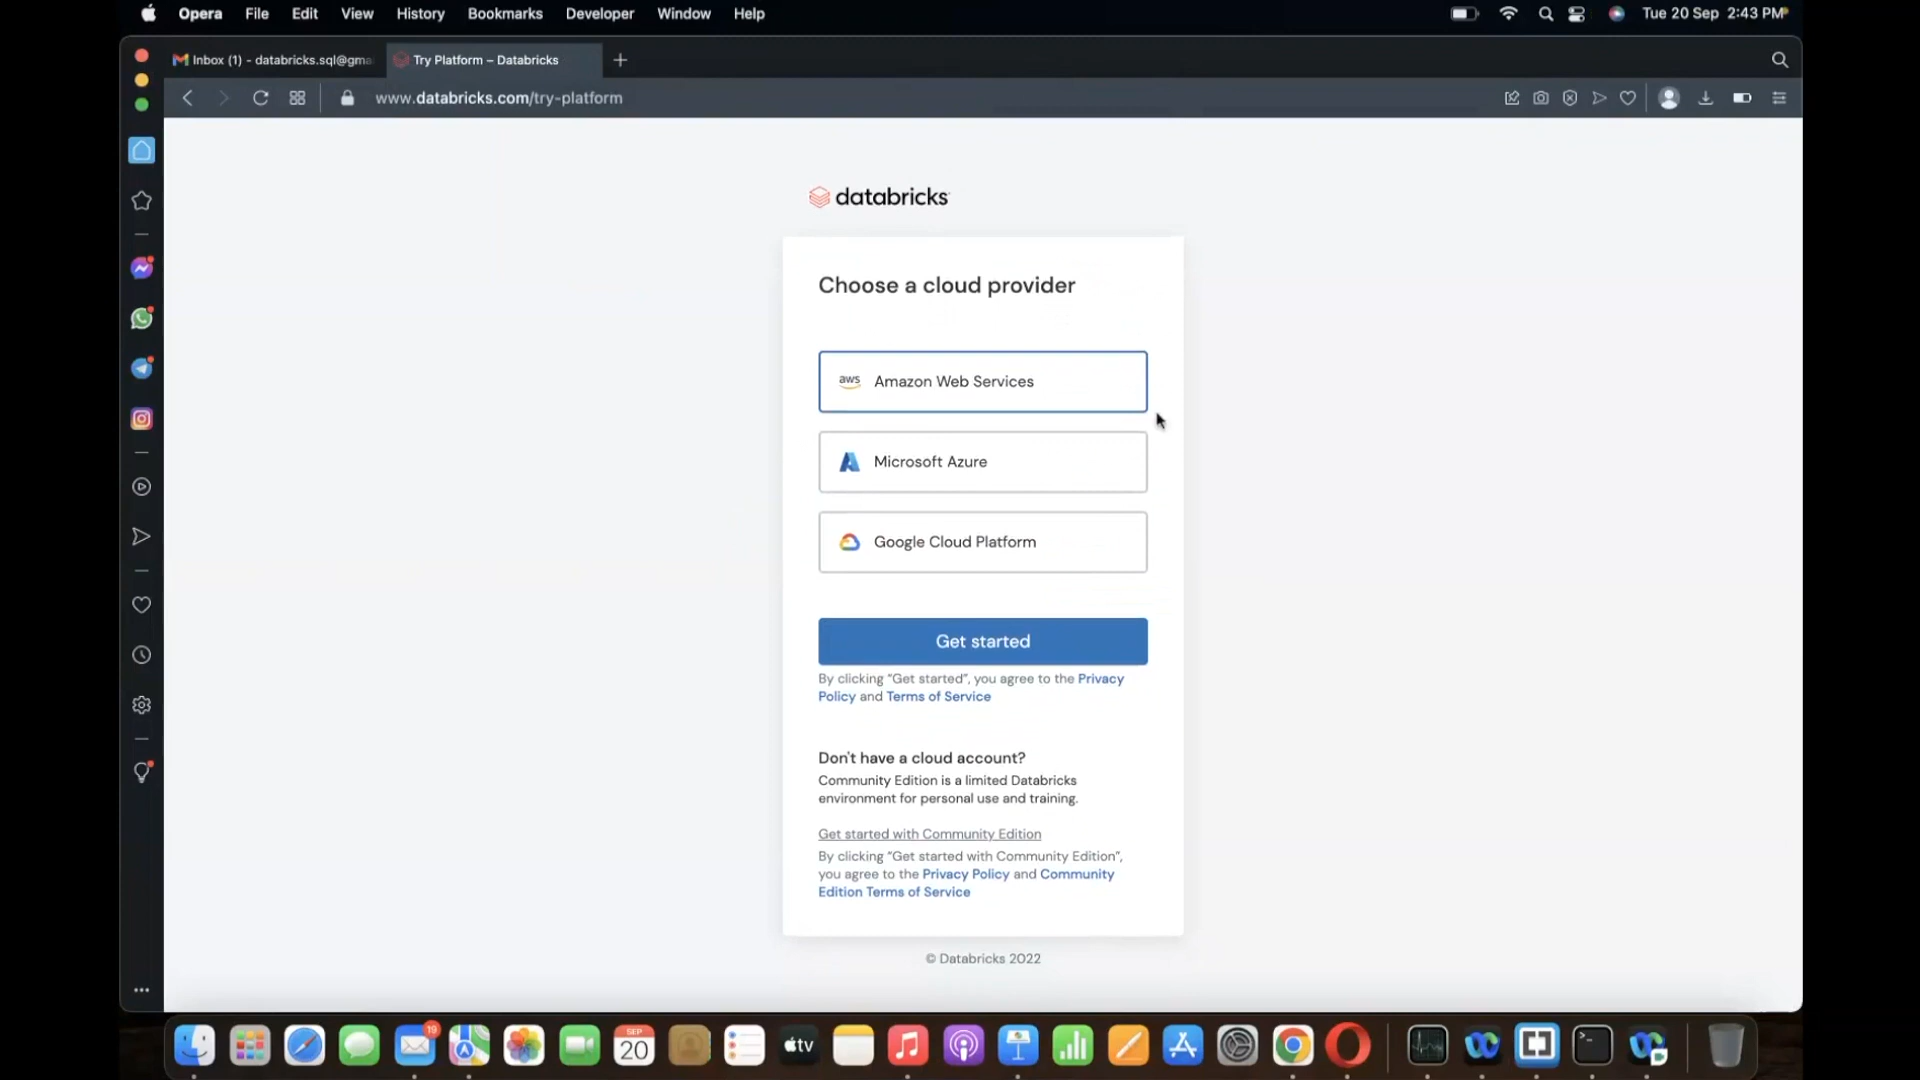 Opera File Edit View History Bookmarks Developer Window Help Tue 20 Sep 2:43 PM
Inbox (1) - databricks.sql@gma Try Platform – Databricks
www.databricks.com/try-platform
databricks
Choose a cloud provider
aws Amazon Web Services
Microsoft Azure
Google Cloud Platform
Get started
By clicking “Get started”, you agree to the Privacy
Policy and Terms of Service
Don't have a cloud account?
Community Edition is a limited Databricks
environment for personal use and training.
Get started with Community Edition
By clicking “Get started with Community Edition”,
you agree to the Privacy Policy and Community
Edition Terms of Service
© Databricks 2022
19
SEP
20
tv